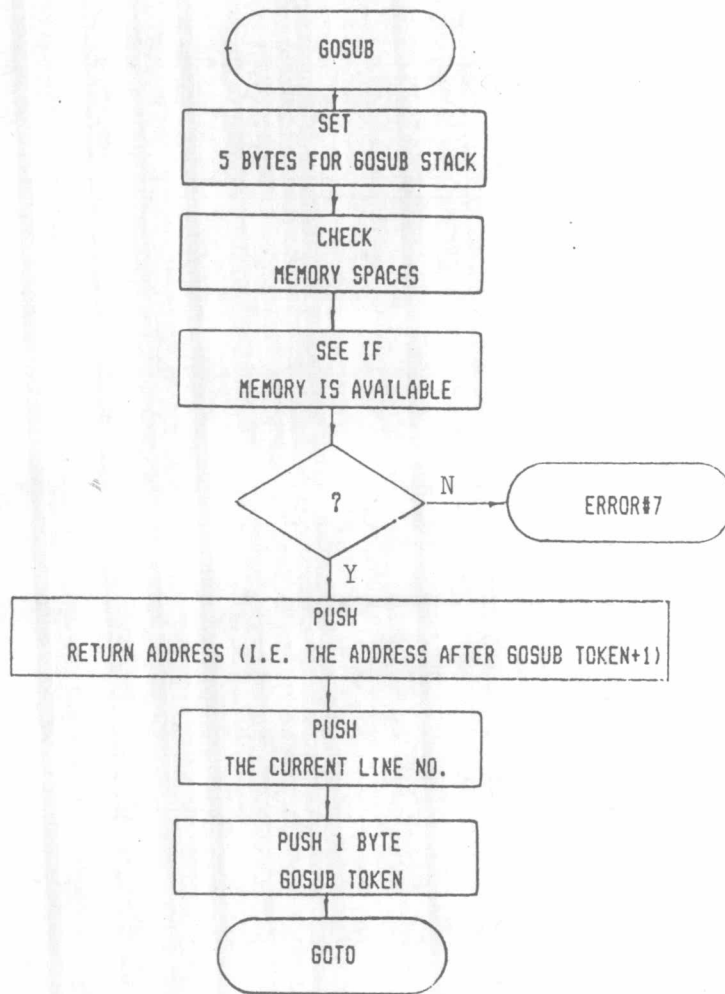 GOSUB
SET
5 BYTES FOR GOSUB STACK
CHECK
MEMORY SPACES
SEE IF
MEMORY IS AVAILABLE
?
N
ERROR#7
Y
PUSH
RETURN ADDRESS (I.E. THE ADDRESS AFTER GOSUB TOKEN+1)
PUSH
THE CURRENT LINE NO.
PUSH 1 BYTE
GOSUB TOKEN
GOTO